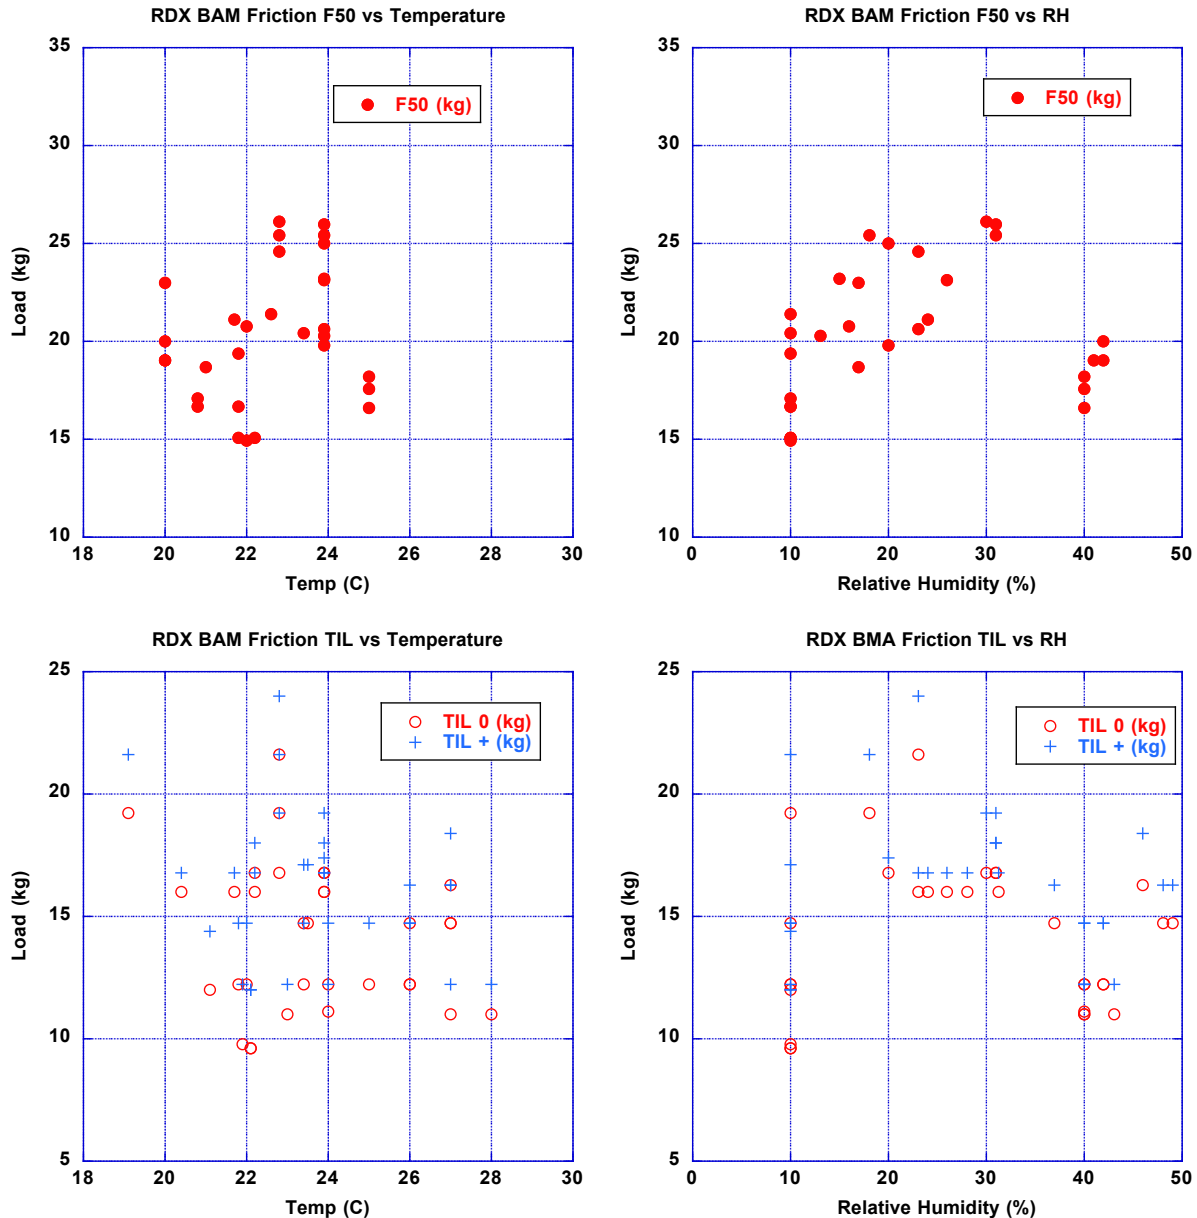 RDX BAM Friction F50 vs Temperature
35
30
25
20
15
10
18 20 22 24 26 28 30
Load (kg)
Temp (C)
F50 (kg)
RDX BAM Friction F50 vs RH
35
30
25
20
15
10
0 10 20 30 40 50
Load (kg)
Relative Humidity (%)
F50 (kg)
RDX BAM Friction TIL vs Temperature
25
20
15
10
5
18 20 22 24 26 28 30
Load (kg)
Temp (C)
TIL 0 (kg)
TIL + (kg)
RDX BMA Friction TIL vs RH
25
20
15
10
5
0 10 20 30 40 50
Load (kg)
Relative Humidity (%)
TIL 0 (kg)
TIL + (kg)